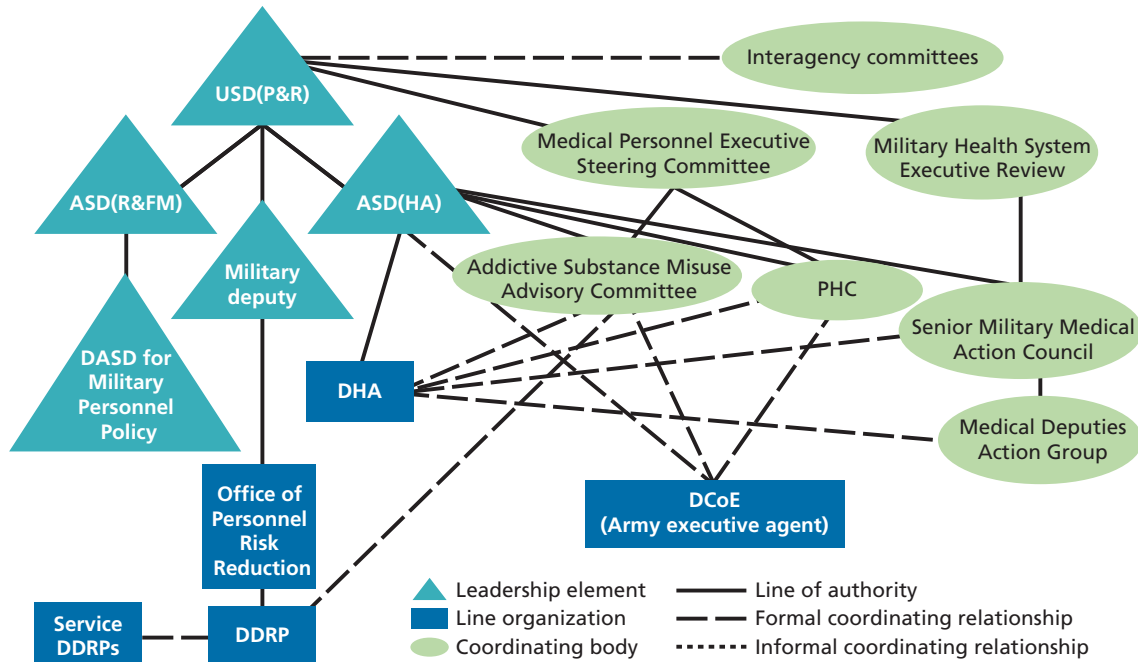 Interagency committees
USD(P&R)
Medical Personnel Executive
Steering Committee
Military Health System
Executive Review
ASD(R&FM)
ASD(HA)
Military
deputy
Addictive Substance Misuse
Advisory Committee
PHC
Senior Military Medical
Action Council
DASD for
Military
Personnel
Policy
DHA
Medical Deputies
Action Group
Office of
Personnel
Risk
Reduction
DCoE
(Army executive agent)
Service
DDRPs
DDRP
Leadership element
Line organization
Coordinating body
Line of authority
Formal coordinating relationship
Informal coordinating relationship